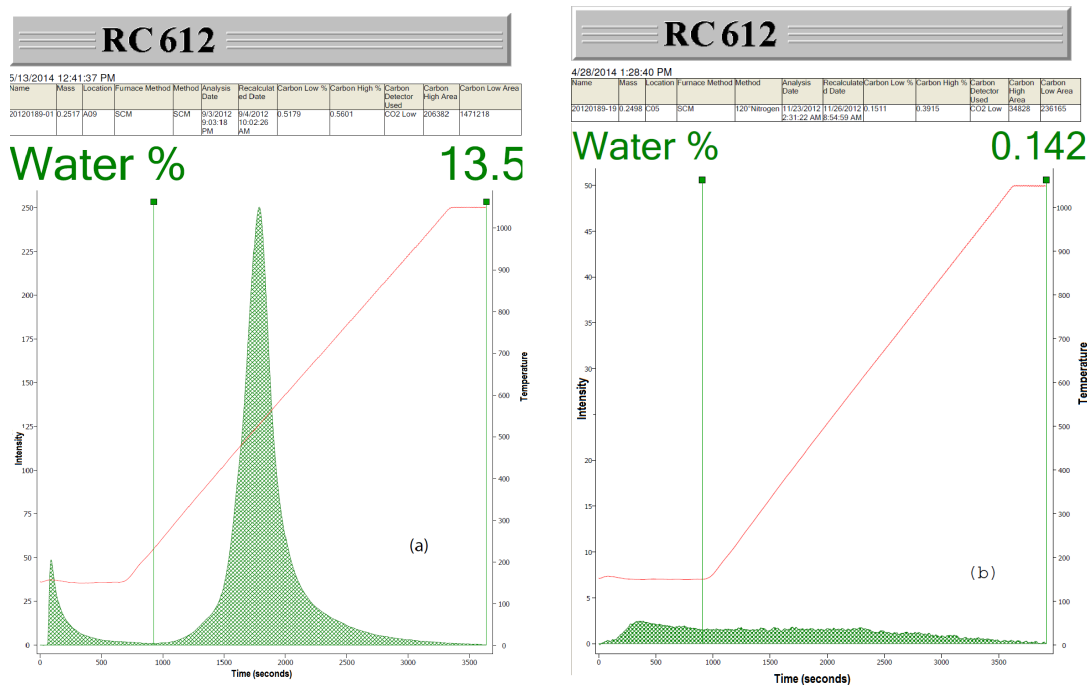 RC 612
5/13/2014 12:41:37 PM
Name Mass Location Furnace Method Method Analysis Date Recalculat ed Date Carbon Low % Carbon High % Carbon Detector Used Carbon High Area Carbon Low Area
20120189-01 0.2517 A09 SCM SCM 9/3/2012 9:03:18 PM 9/4/2012 10:02:26 AM 0.5179 0.5601 CO2 Low 206382 1471218
Water % 13.5
250
225
200
175
150
125
100
75
50
25
0
Intensity
0 500 1000 1500 2000 2500 3000 3500
Time (seconds)
1000
900
800
700
600
500
400
300
200
100
0
Temperature
(a)
RC 612
4/28/2014 1:28:40 PM
Name Mass Location Furnace Method Method Analysis Date Recalculate d Date Carbon Low % Carbon High % Carbon Detector Used Carbon High Area Carbon Low Area
20120189-19 0.2498 C05 SCM 120°Nitrogen 11/23/2012 2:31:22 AM 11/26/2012 8:54:59 AM 0.1511 0.3915 CO2 Low 34828 236165
Water % 0.142
50
45
40
35
30
25
20
15
10
5
0
Intensity
0 500 1000 1500 2000 2500 3000 3500
Time (seconds)
1000
900
800
700
600
500
400
300
200
100
0
Temperature
(b)